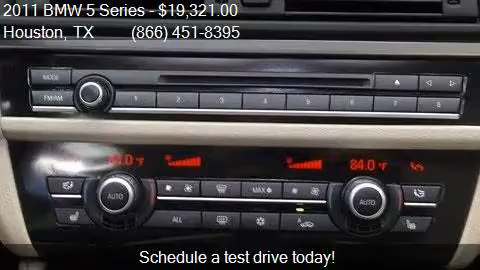 2011 BMW 5 Series - $19,321.00
Houston, TX (866) 451-8395
MODE
FM/AM 1 2 3 4 5 6 7 8
84.0 °F
AUTO MAX AUTO
ALL
Schedule a test drive today!